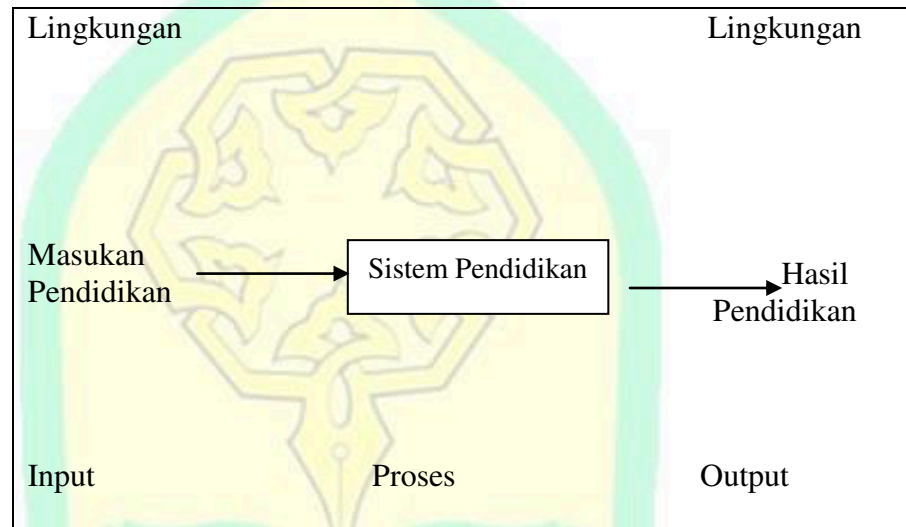 Lingkungan Lingkungan
Masukan
Pendidikan
Sistem Pendidikan
Hasil
Pendidikan
Input Proses Output